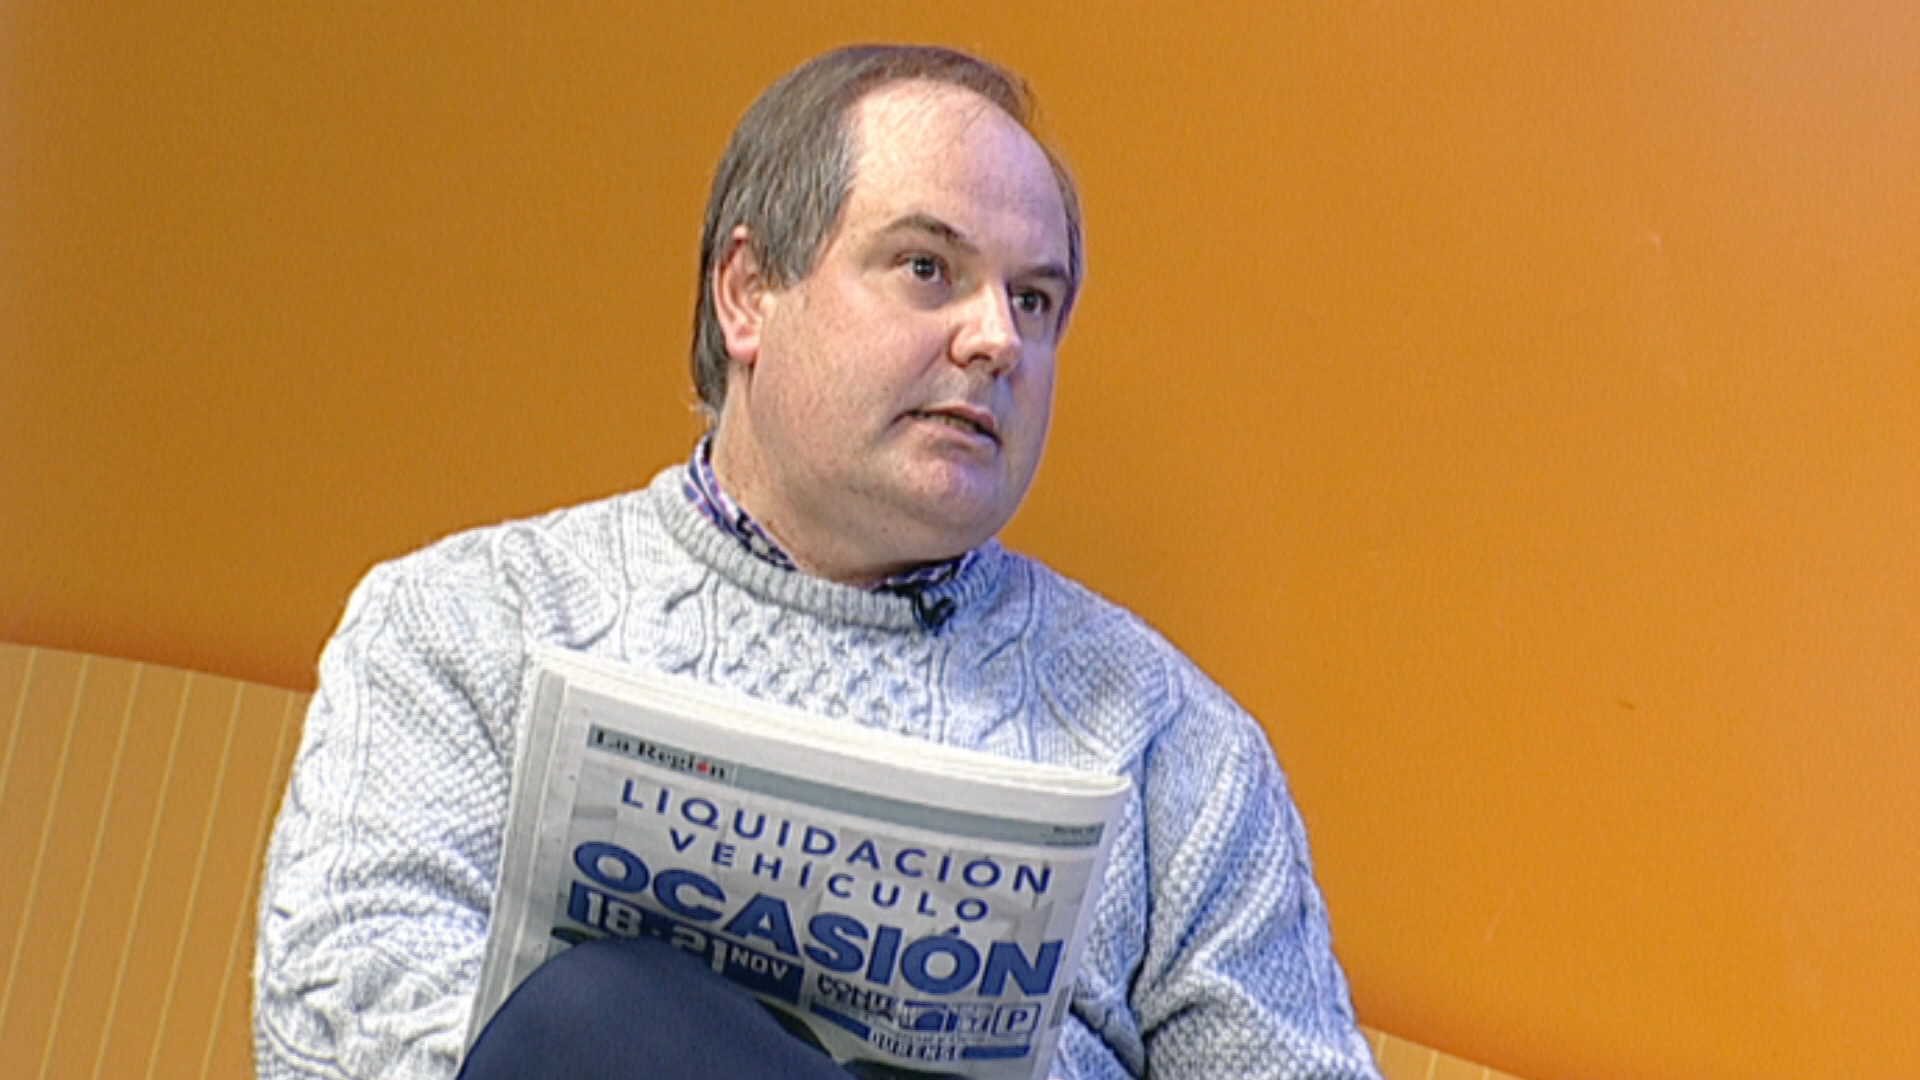 La Región
LIQUIDACIÓN
VEHÍCULO
OCASIÓN
18·21 NOV
OURENSE